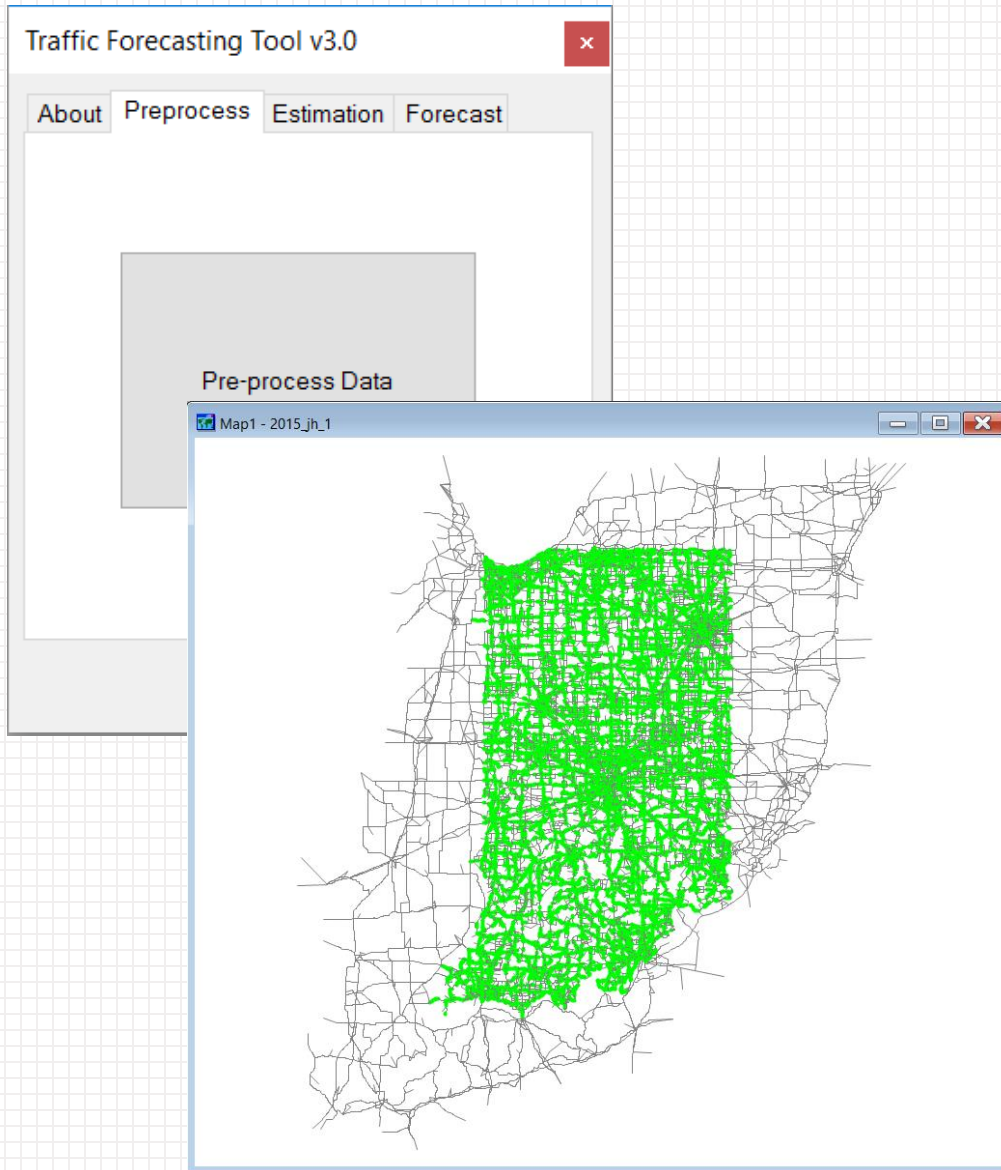 Traffic Forecasting Tool v3.0
About Preprocess Estimation Forecast
Pre-process Data
Map1 - 2015_jh_1